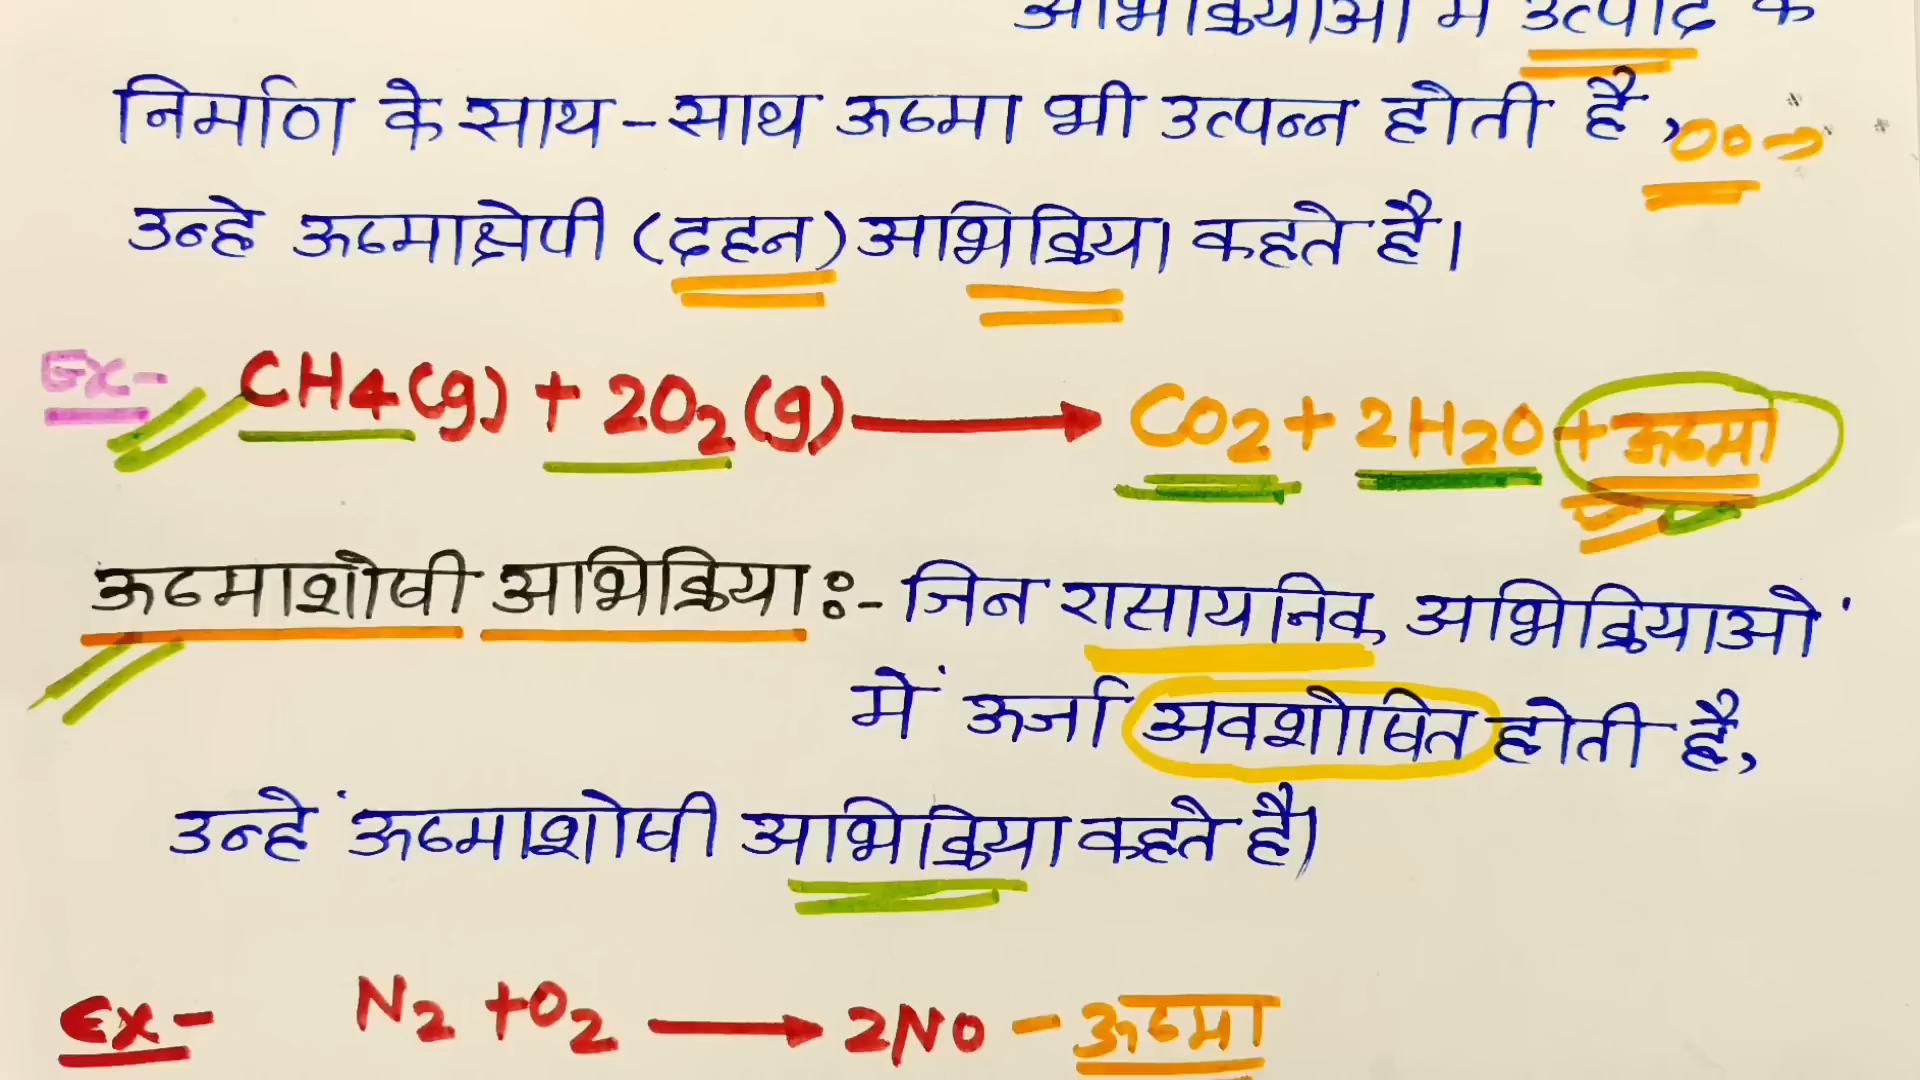 अभिक्रियाओं में उत्पाद के
निर्माण के साथ-साथ ऊष्मा भी उत्पन्न होती है,
उन्हे ऊष्माक्षेपी (दहन) अभिक्रिया कहते है।
Ex- CH4(g) + 2O2(g) ⟶ CO2 + 2H2O + ऊष्मा
ऊष्माशोषी अभिक्रिया :- जिन रासायनिक अभिक्रियाओं
में ऊर्जा अवशोषित होती है,
उन्हें ऊष्माशोषी अभिक्रिया कहते है।
Ex- N2 + O2 ⟶ 2NO - ऊष्मा